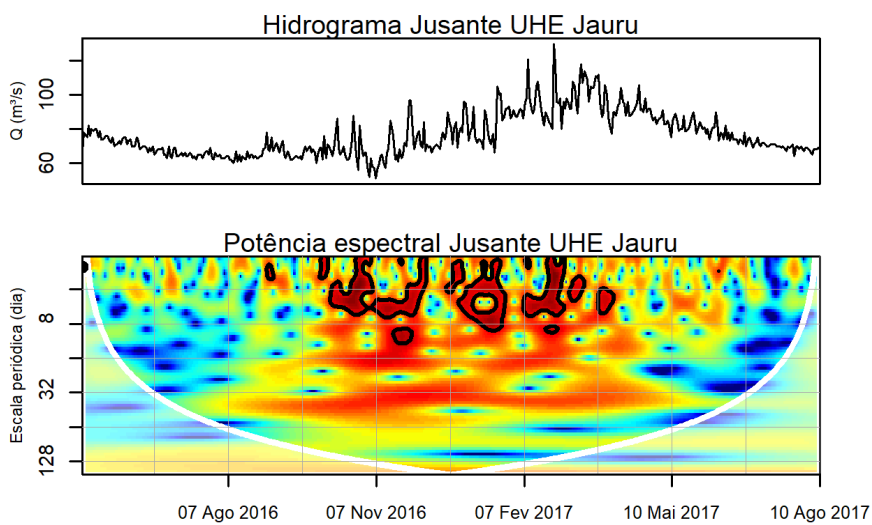 Hidrograma Jusante UHE Jauru
Q (m³/s)
100
60
Potência espectral Jusante UHE Jauru
Escala periódica (dia)
8
32
128
07 Ago 2016 07 Nov 2016 07 Fev 2017 10 Mai 2017 10 Ago 2017